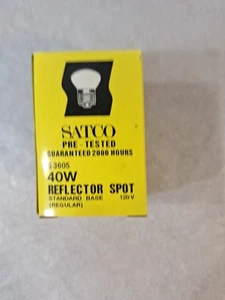 SATCO
PRE-TESTED
GUARANTEED 2000 HOURS
S3605
40W
REFLECTOR SPOT
STANDARD BASE 120V
(REGULAR)